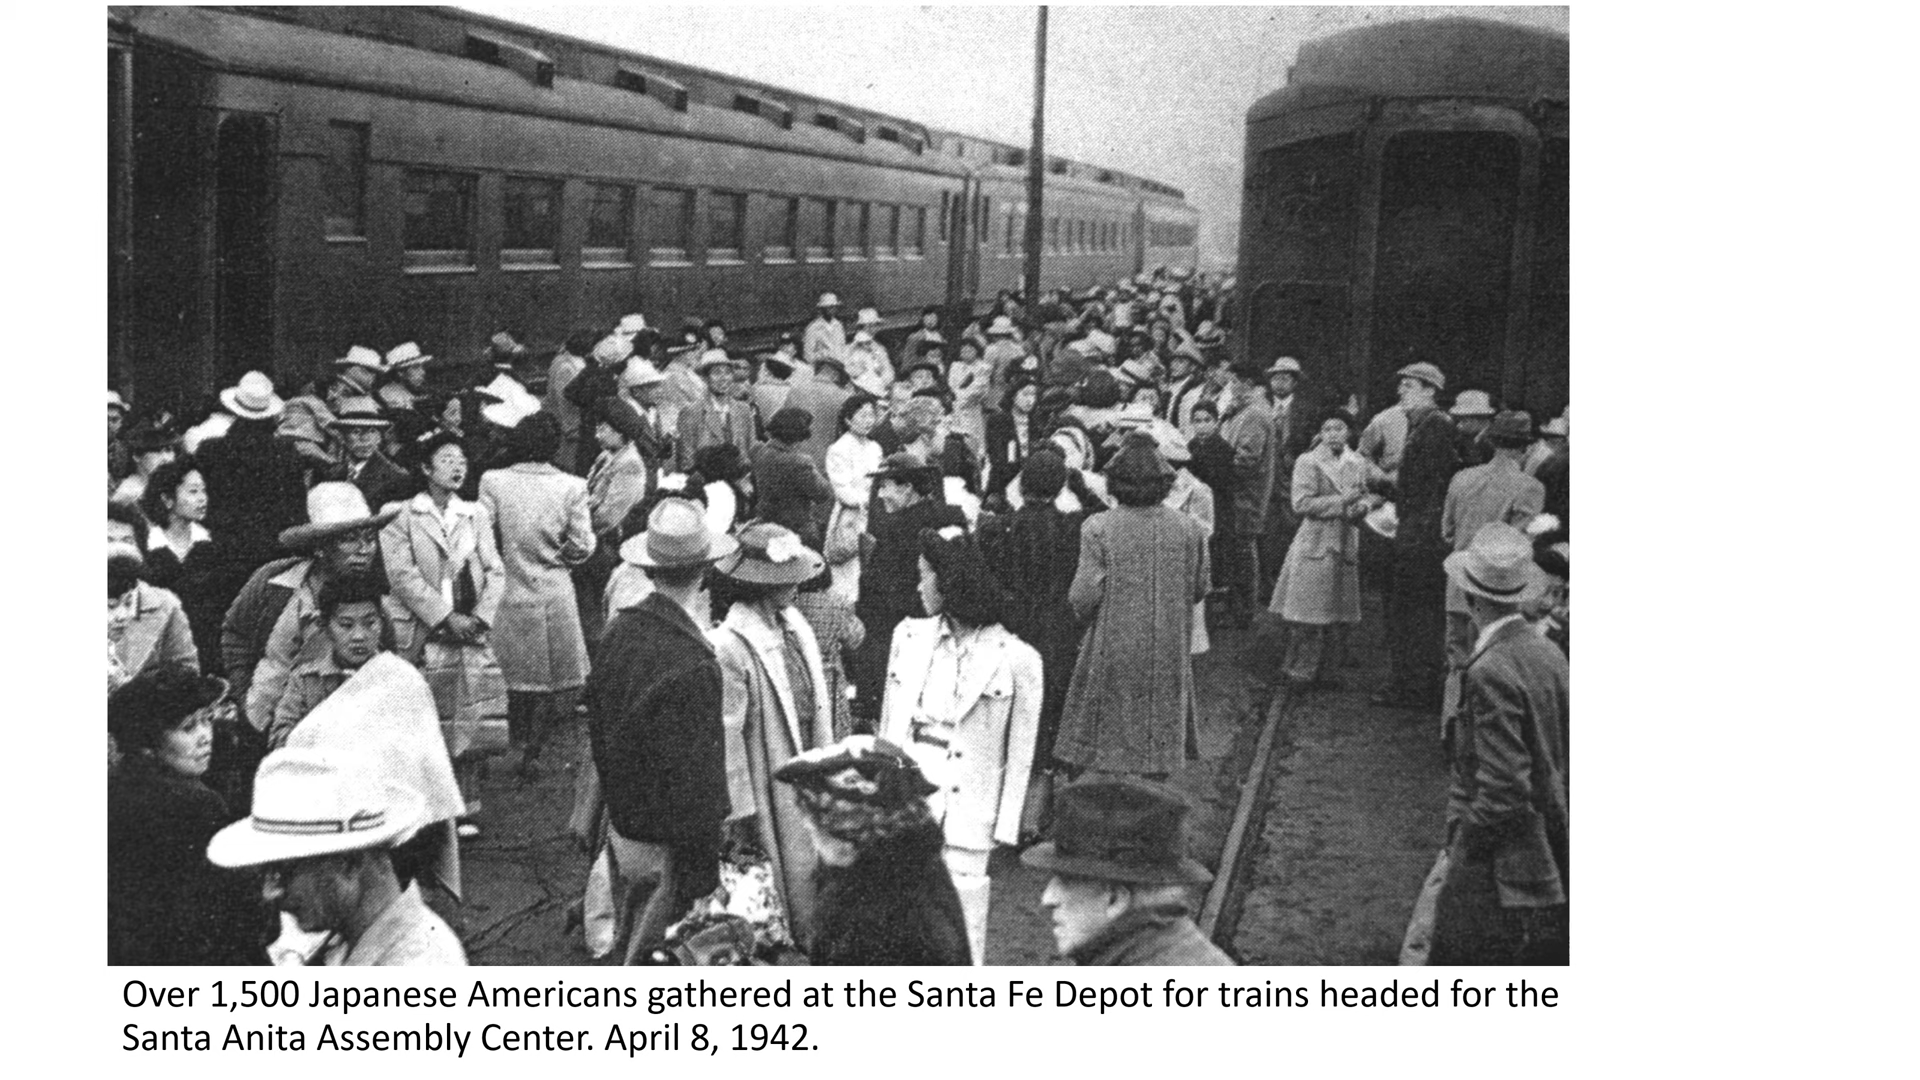 Over 1,500 Japanese Americans gathered at the Santa Fe Depot for trains headed for the
Santa Anita Assembly Center. April 8, 1942.